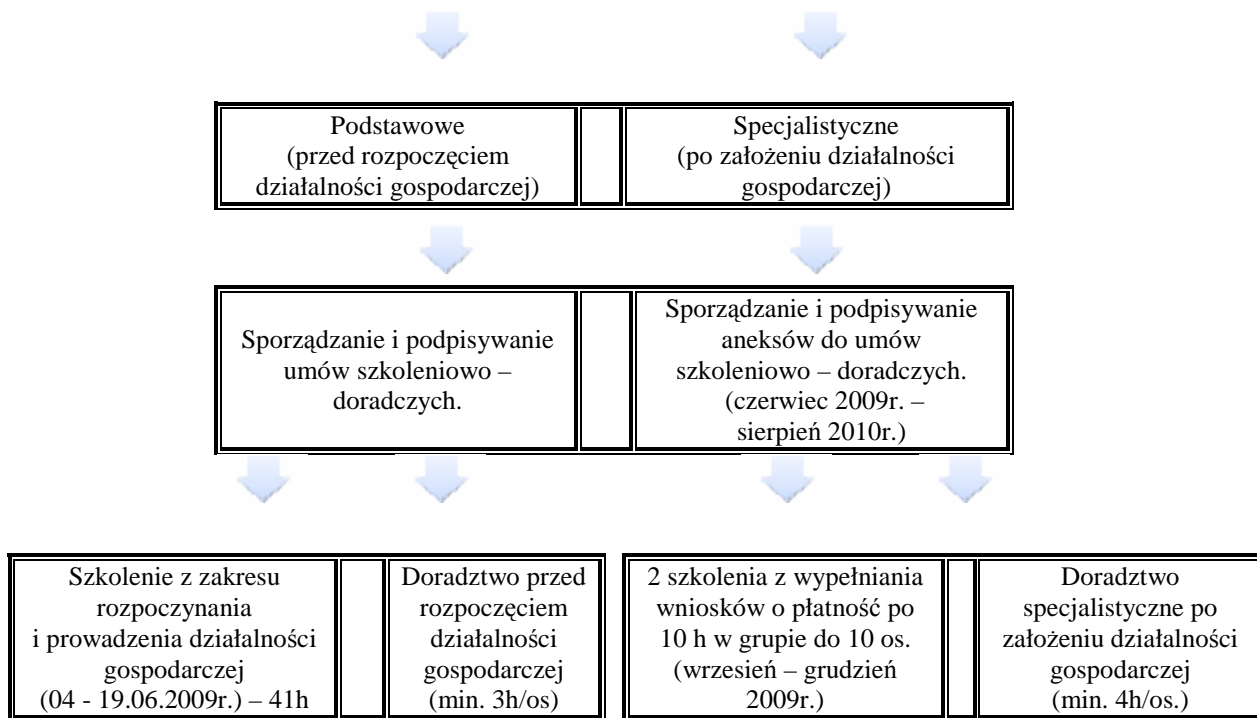 Podstawowe
(przed rozpoczęciem
działalności gospodarczej)
Specjalistyczne
(po założeniu działalności
gospodarczej)
Sporządzanie i podpisywanie
umów szkoleniowo –
doradczych.
Sporządzanie i podpisywanie
aneksów do umów
szkoleniowo – doradczych.
(czerwiec 2009r. –
sierpień 2010r.)
Szkolenie z zakresu
rozpoczynania
i prowadzenia działalności
gospodarczej
(04 - 19.06.2009r.) – 41h
Doradztwo przed
rozpoczęciem
działalności
gospodarczej
(min. 3h/os)
2 szkolenia z wypełniania
wniosków o płatność po
10 h w grupie do 10 os.
(wrzesień – grudzień
2009r.)
Doradztwo
specjalistyczne po
założeniu działalności
gospodarczej
(min. 4h/os.)